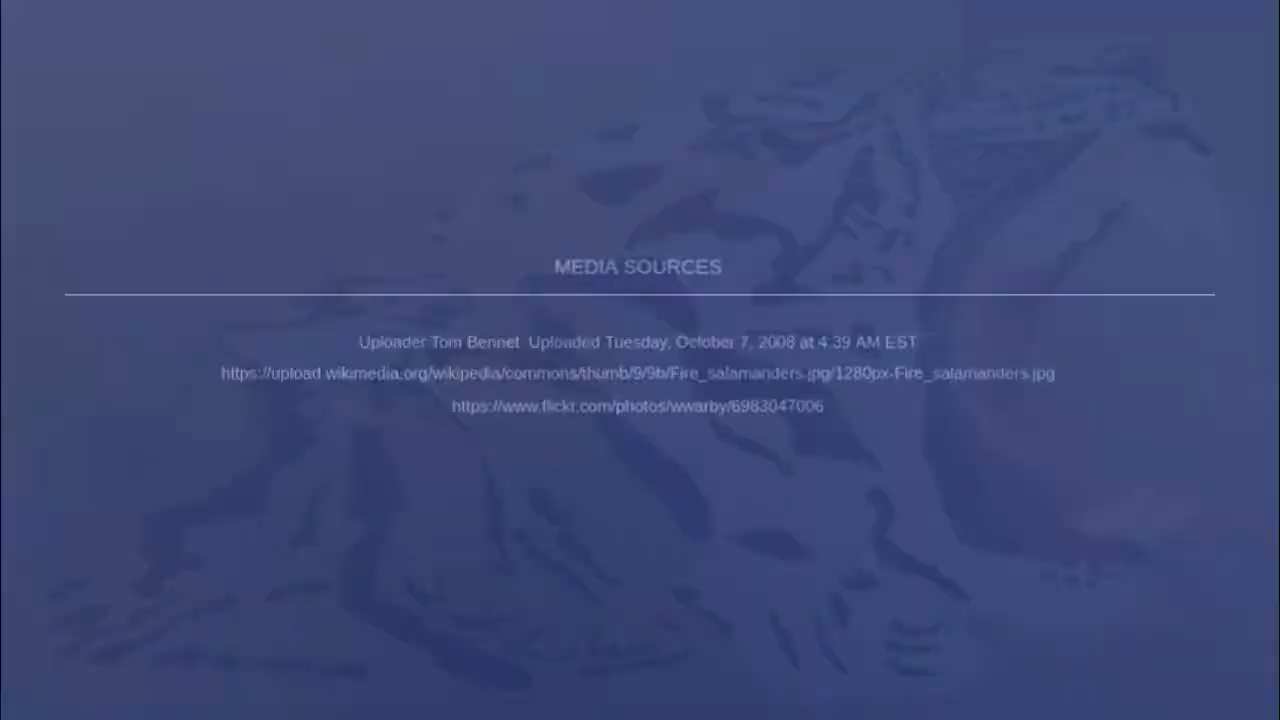 MEDIA SOURCES
Uploader Tom Bennet Uploaded Tuesday, October 7, 2008 at 4:39 AM EST
https://upload.wikimedia.org/wikipedia/commons/thumb/9/9b/Fire_salamanders.jpg/1280px-Fire_salamanders.jpg
https://www.flickr.com/photos/wwarby/6983047006